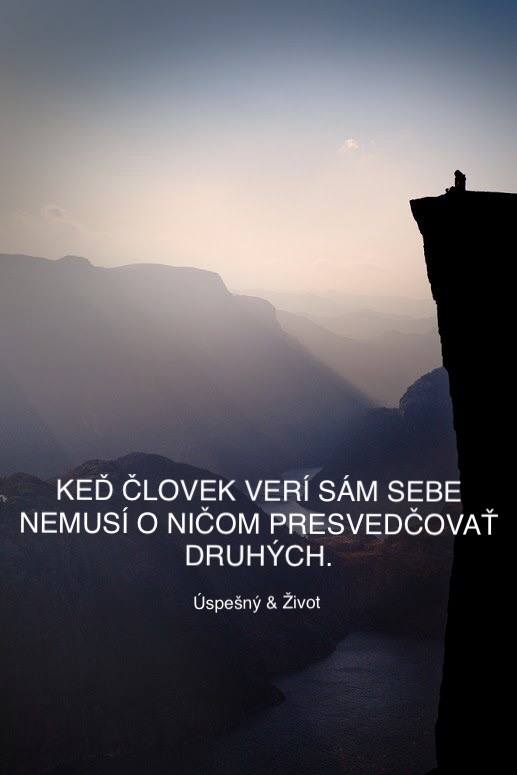 KEĎ ČLOVEK VERÍ SÁM SEBE
NEMUSÍ O NIČOM PRESVEDČOVAŤ
DRUHÝCH.
Úspešný & Život